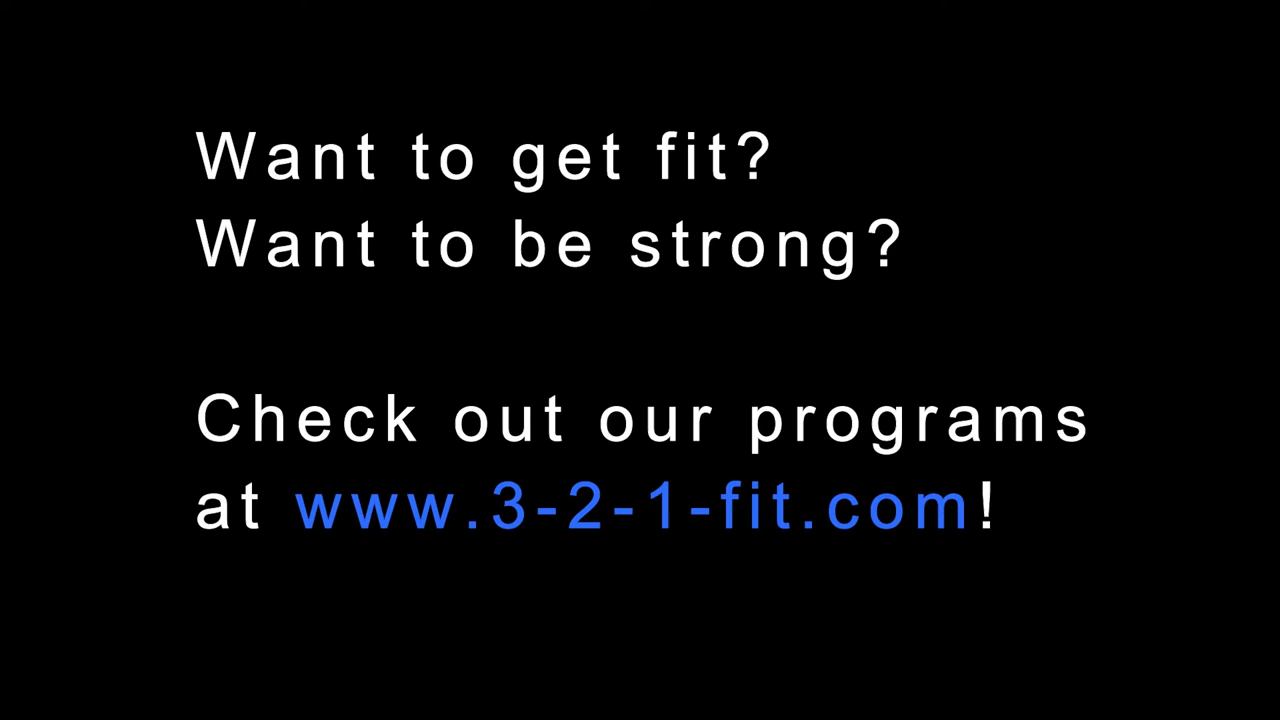 Want to get fit?
Want to be strong?
Check out our programs
at www.3-2-1-fit.com!